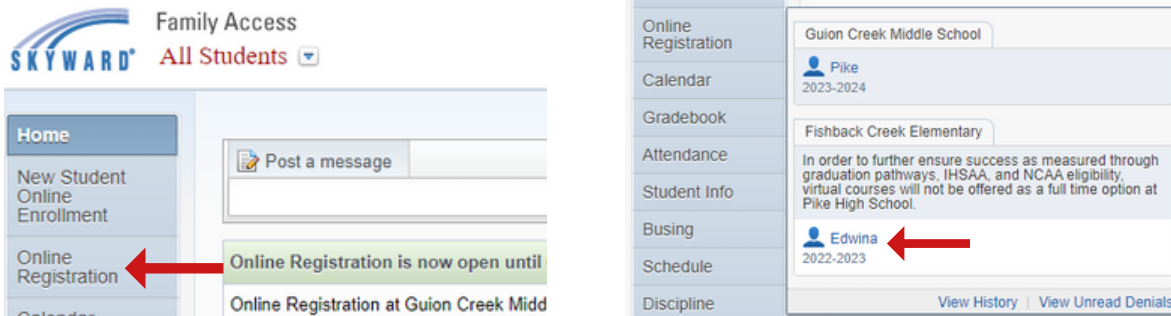 Family Access
SKYWARD®
All Students
Home
New Student
Online
Enrollment
Online
Registration
Calendar
Post a message
Online Registration is now open until
Online Registration at Guion Creek Midd
Online
Registration
Calendar
Gradebook
Attendance
Student Info
Busing
Schedule
Discipline
Guion Creek Middle School
Pike
2023-2024
Fishback Creek Elementary
In order to further ensure success as measured through
graduation pathways, IHSAA, and NCAA eligibility,
virtual courses will not be offered as a full time option at
Pike High School.
Edwina
2022-2023
View History | View Unread Denials